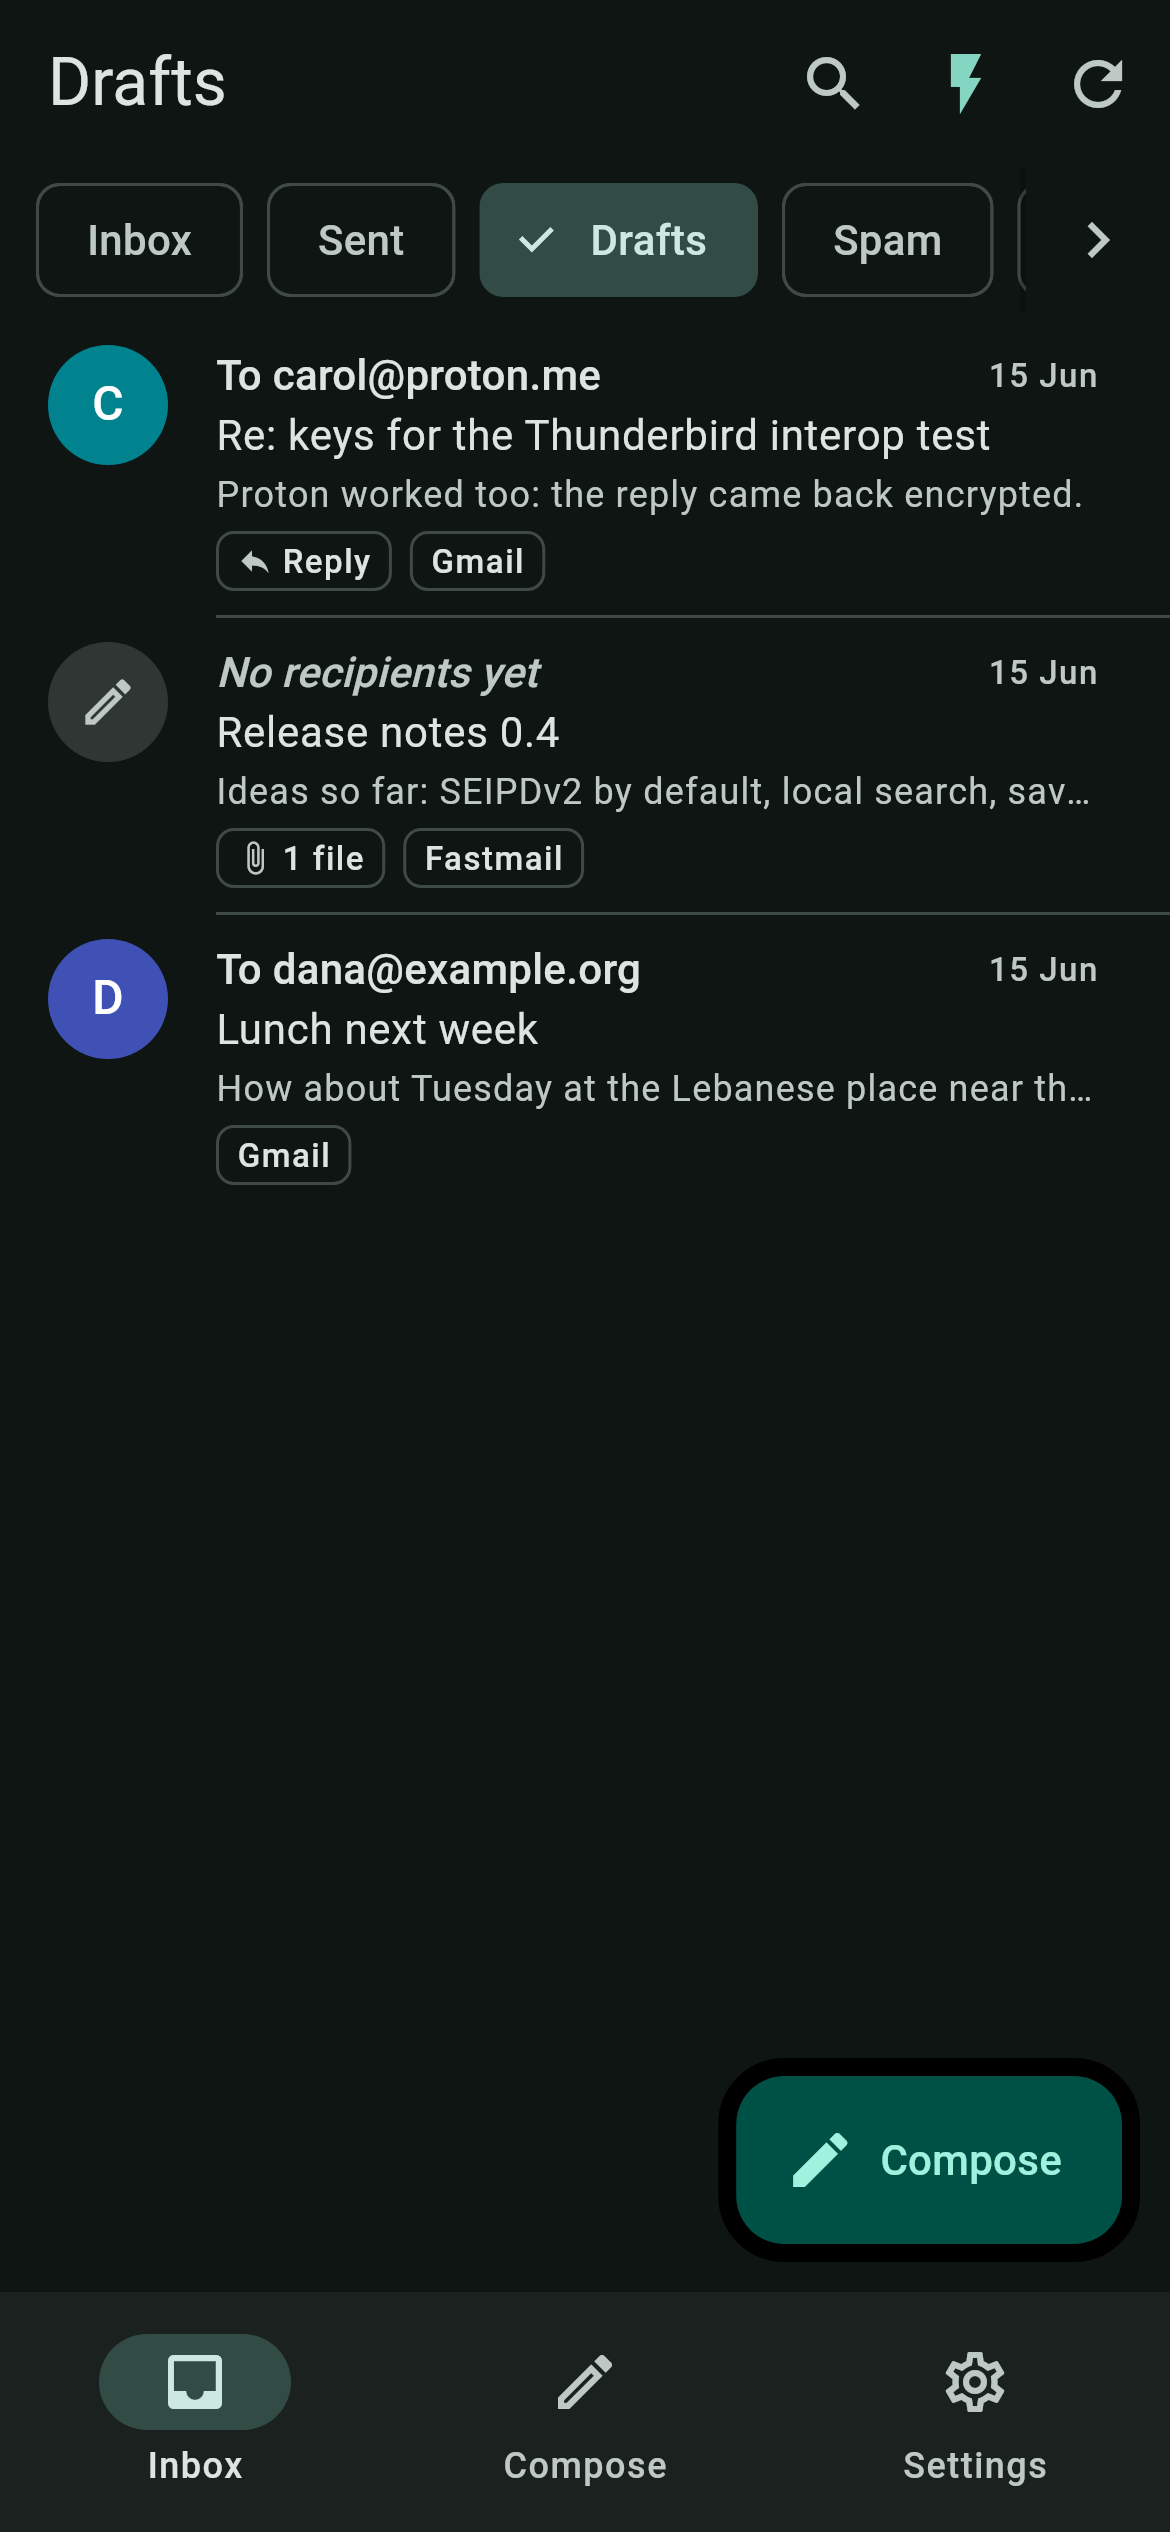 Drafts
Inbox
Sent
Drafts
Spam
C
To carol@proton.me
15 Jun
Re: keys for the Thunderbird interop test
Proton worked too: the reply came back encrypted.
Reply
Gmail
No recipients yet
15 Jun
Release notes 0.4
Ideas so far: SEIPDv2 by default, local search, sav…
1 file
Fastmail
D
To dana@example.org
15 Jun
Lunch next week
How about Tuesday at the Lebanese place near th…
Gmail
Compose
Inbox
Compose
Settings